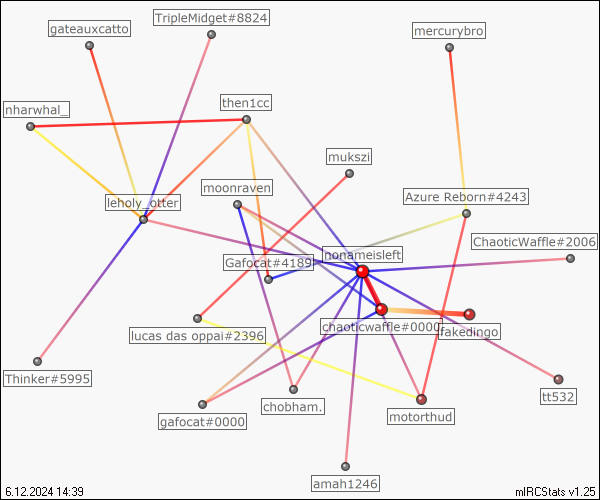 TripleMidget#8824
gateauxcatto
mercurybro
nharwhal_
then1cc
mukszi
moonraven
leholy_otter
Azure Reborn#4243
ChaoticWaffle#2006
nonameisleft
Gafocat#4189
chaoticwaffle#0000
fakedingo
lucas das oppai#2396
Thinker#5995
tt532
chobham.
gafocat#0000
motorthud
amah1246
6.12.2024 14:39
mIRCStats v1.25